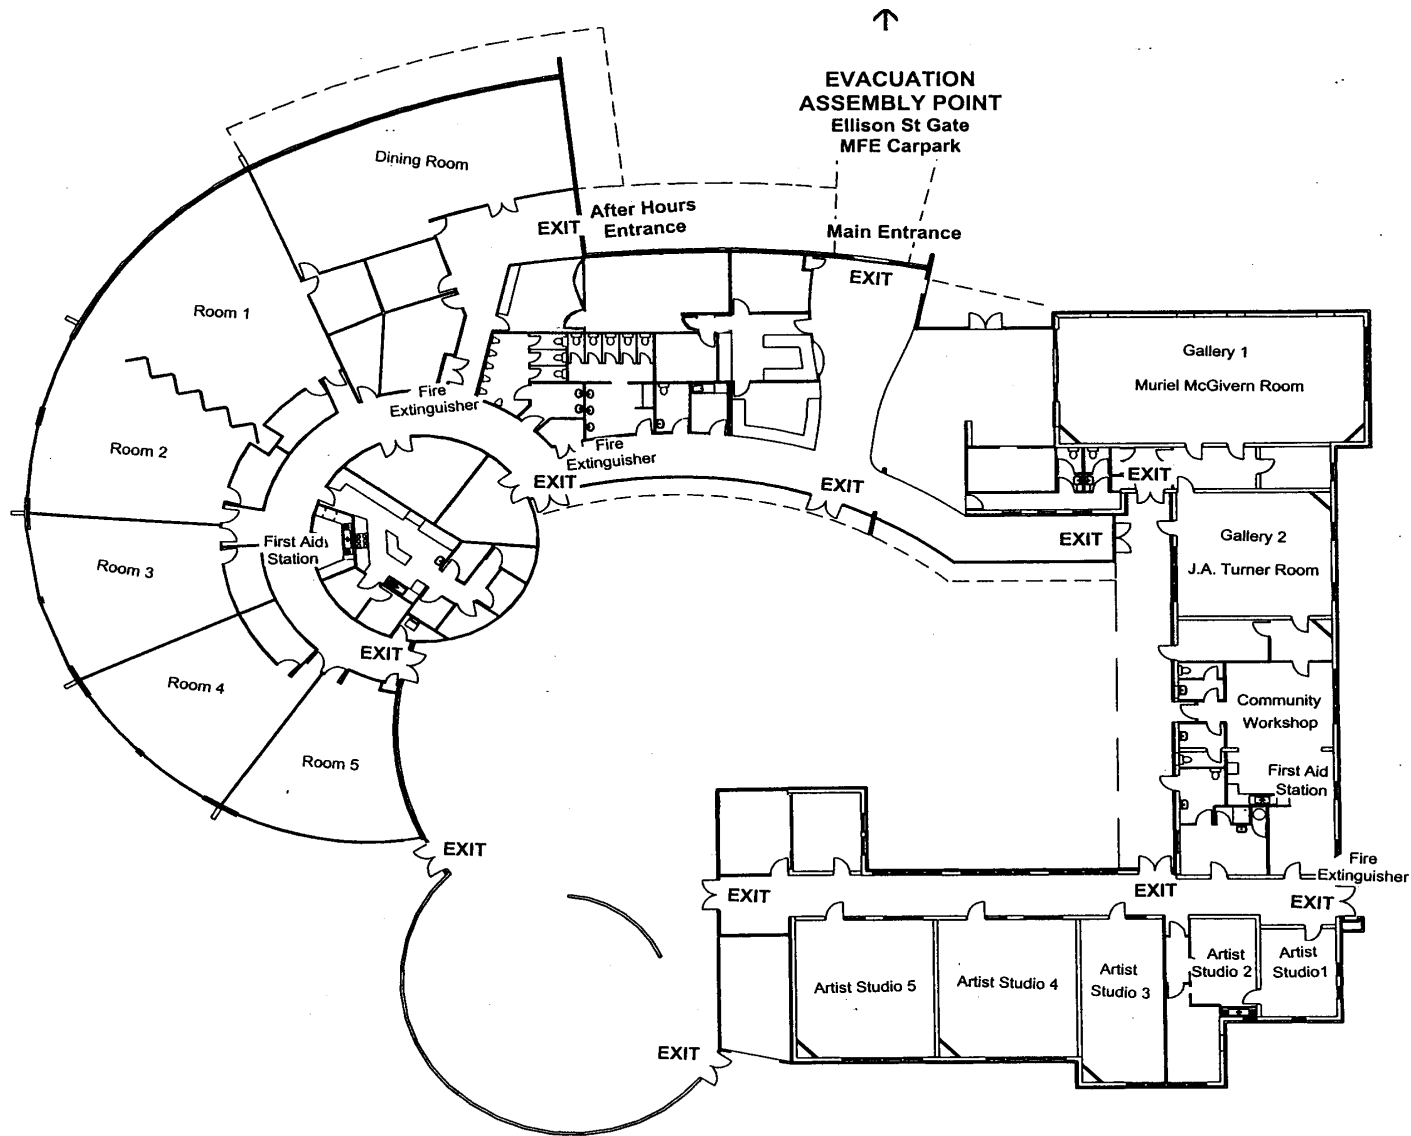 EVACUATION
ASSEMBLY POINT
Ellison St Gate
MFE Carpark
Dining Room
After Hours
Entrance
EXIT
Main Entrance
EXIT
Room 1
Gallery 1
Muriel McGivern Room
Fire
Extinguisher
Room 2
Fire
Extinguisher
EXIT
EXIT
EXIT
Gallery 2
J.A. Turner Room
EXIT
First Aid
Station
Room 3
EXIT
Room 4
Community
Workshop
Room 5
First Aid
Station
EXIT
Fire
Extinguisher
EXIT
EXIT
EXIT
Artist Studio 5
Artist Studio 4
Artist
Studio 3
Artist
Studio 2
Artist
Studio1
EXIT